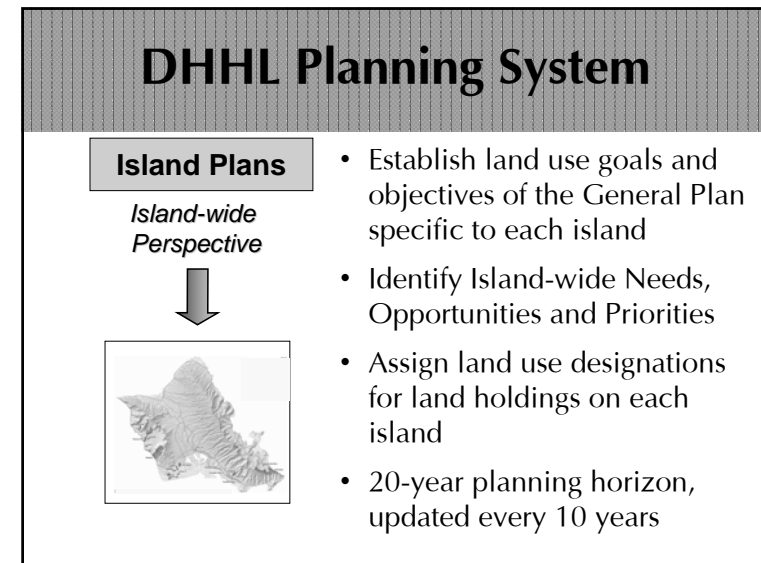 DHHL Planning System
Island Plans
Island-wide
Perspective
• Establish land use goals and
objectives of the General Plan
specific to each island
• Identify Island-wide Needs,
Opportunities and Priorities
• Assign land use designations
for land holdings on each
island
• 20-year planning horizon,
updated every 10 years